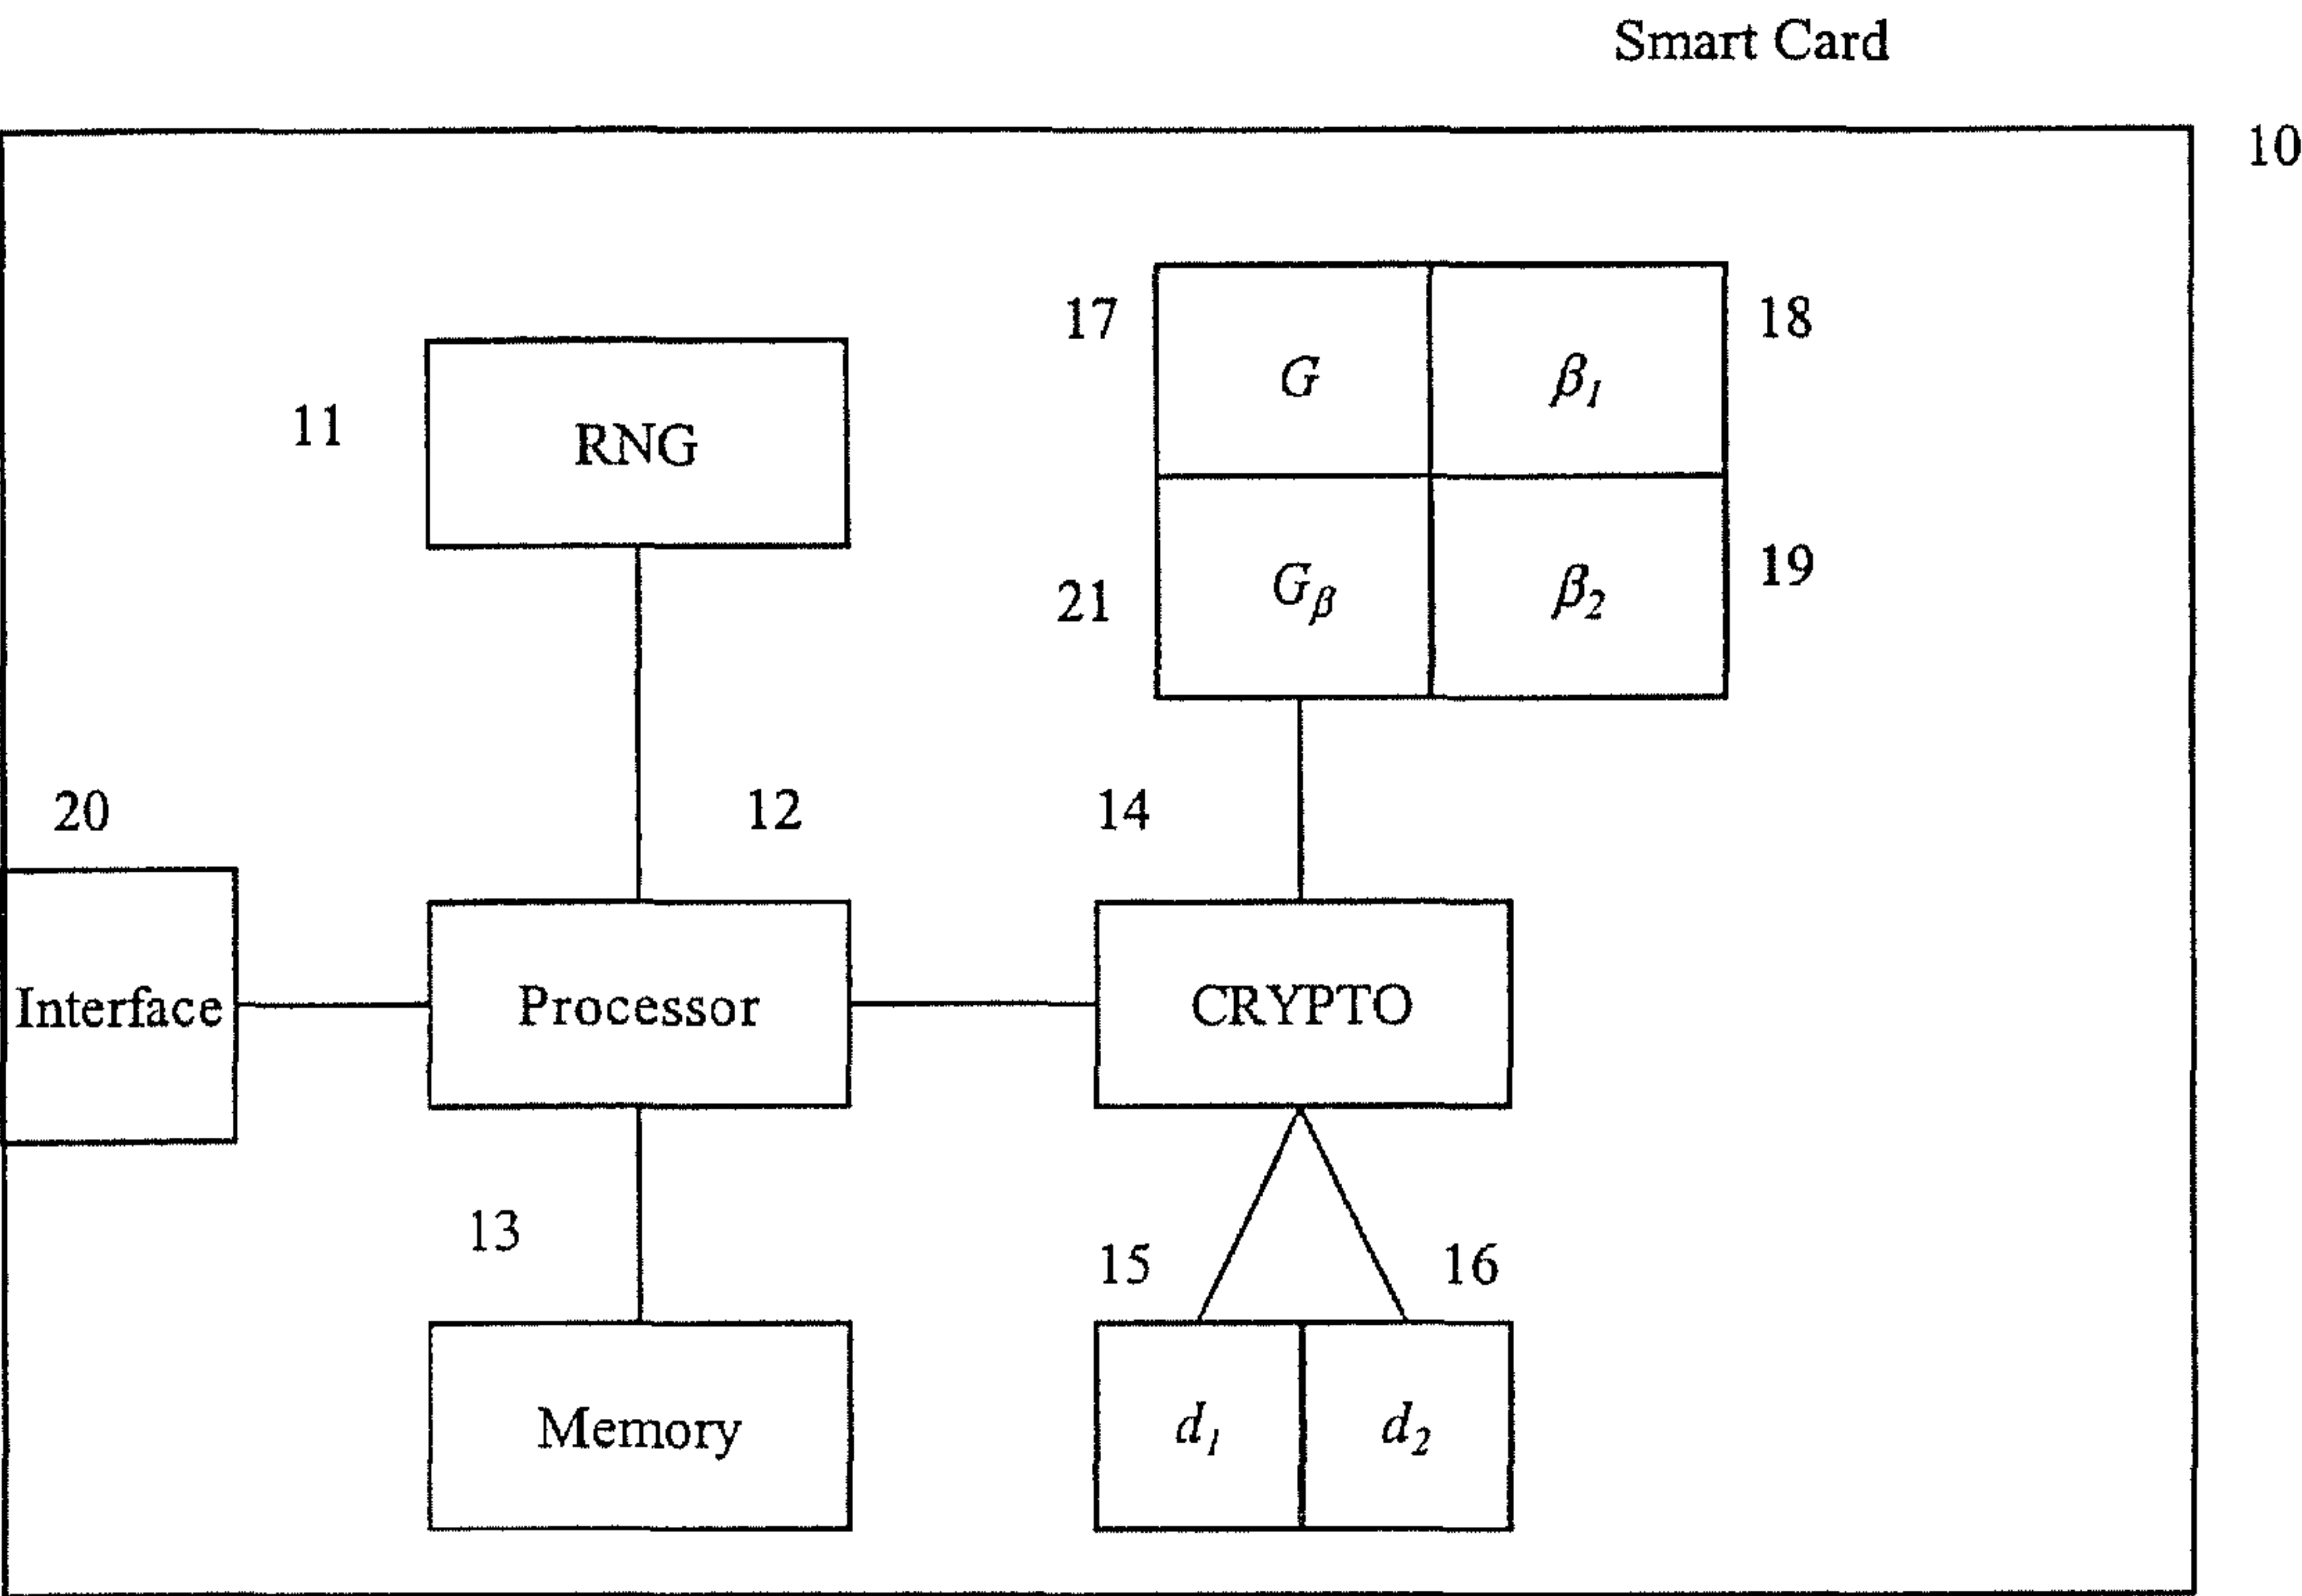 Smart Card
10
17
G
β1
18
11
RNG
21
Gβ
β2
19
20
12
14
Interface
Processor
CRYPTO
13
15
16
Memory
d1
d2